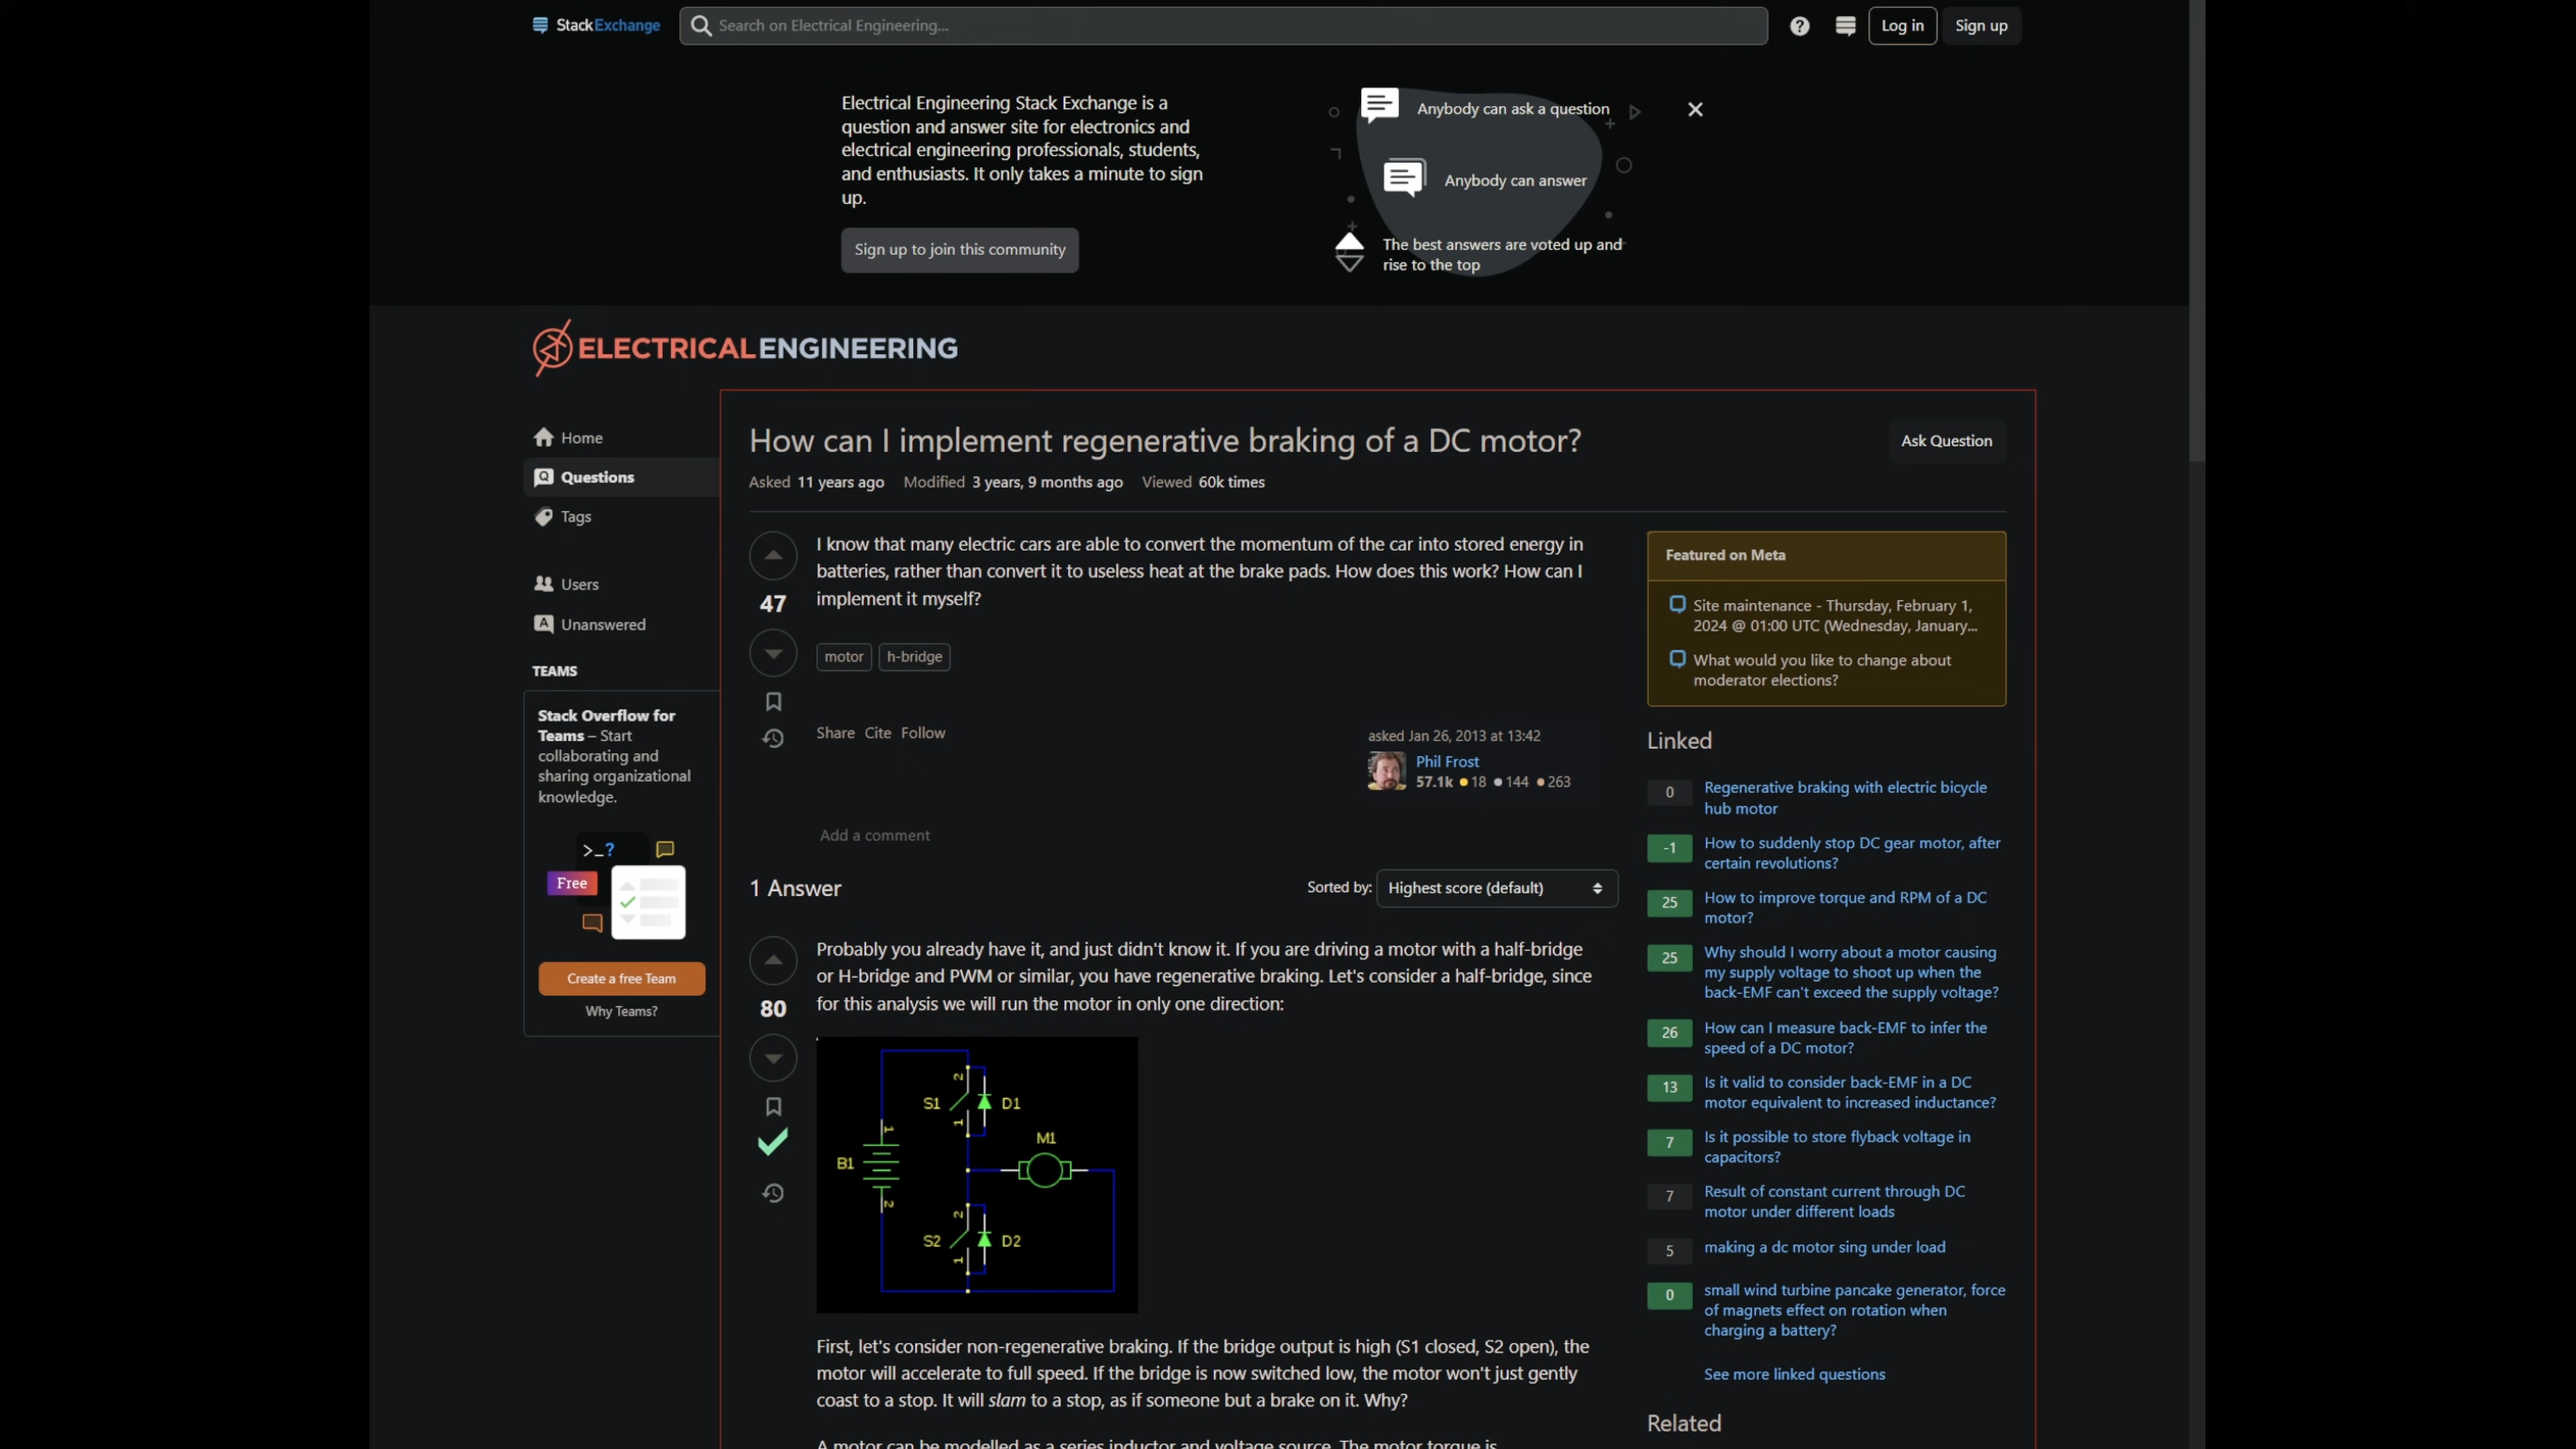 StackExchange
Search on Electrical Engineering...
Log in
Sign up
Electrical Engineering Stack Exchange is a
question and answer site for electronics and
electrical engineering professionals, students,
and enthusiasts. It only takes a minute to sign
up.
Sign up to join this community
Anybody can ask a question
Anybody can answer
The best answers are voted up and
rise to the top
ELECTRICAL ENGINEERING
Home
Questions
Tags
Users
Unanswered
TEAMS
Stack Overflow for
Teams – Start
collaborating and
sharing organizational
knowledge.
>_?
Free
Create a free Team
Why Teams?
How can I implement regenerative braking of a DC motor?
Ask Question
Asked 11 years ago Modified 3 years, 9 months ago Viewed 60k times
47
I know that many electric cars are able to convert the momentum of the car into stored energy in
batteries, rather than convert it to useless heat at the brake pads. How does this work? How can I
implement it myself?
motor h-bridge
Share Cite Follow
asked Jan 26, 2013 at 13:42
Phil Frost
57.1k 18 144 263
Add a comment
1 Answer
Sorted by: Highest score (default)
80
Probably you already have it, and just didn't know it. If you are driving a motor with a half-bridge
or H-bridge and PWM or similar, you have regenerative braking. Let's consider a half-bridge, since
for this analysis we will run the motor in only one direction:
2
S1 D1
1
1
M1
B1
2
2
S2 D2
1
First, let's consider non-regenerative braking. If the bridge output is high (S1 closed, S2 open), the
motor will accelerate to full speed. If the bridge is now switched low, the motor won't just gently
coast to a stop. It will slam to a stop, as if someone but a brake on it. Why?
A motor can be modelled as a series inductor and voltage source. The motor torque is
Featured on Meta
Site maintenance - Thursday, February 1,
2024 @ 01:00 UTC (Wednesday, January...
What would you like to change about
moderator elections?
Linked
0 Regenerative braking with electric bicycle
hub motor
-1 How to suddenly stop DC gear motor, after
certain revolutions?
25 How to improve torque and RPM of a DC
motor?
25 Why should I worry about a motor causing
my supply voltage to shoot up when the
back-EMF can't exceed the supply voltage?
26 How can I measure back-EMF to infer the
speed of a DC motor?
13 Is it valid to consider back-EMF in a DC
motor equivalent to increased inductance?
7 Is it possible to store flyback voltage in
capacitors?
7 Result of constant current through DC
motor under different loads
5 making a dc motor sing under load
0 small wind turbine pancake generator, force
of magnets effect on rotation when
charging a battery?
See more linked questions
Related